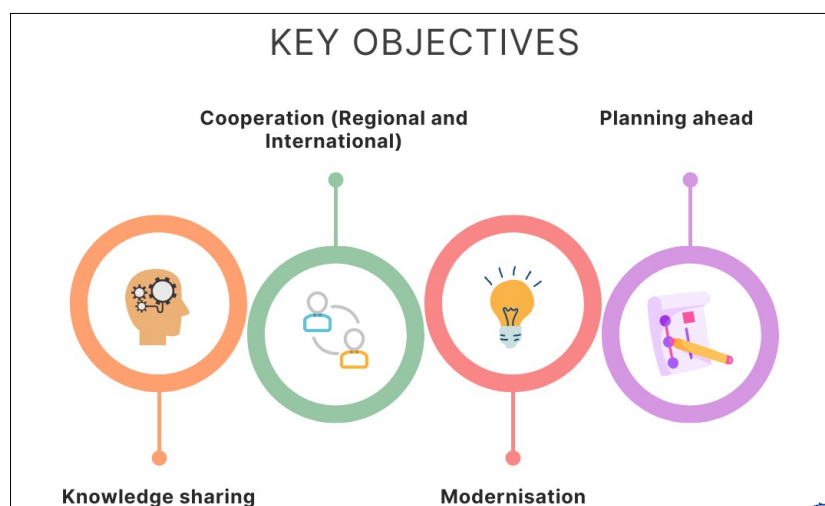 KEY OBJECTIVES
Cooperation (Regional and
International)
Planning ahead
Knowledge sharing
Modernisation